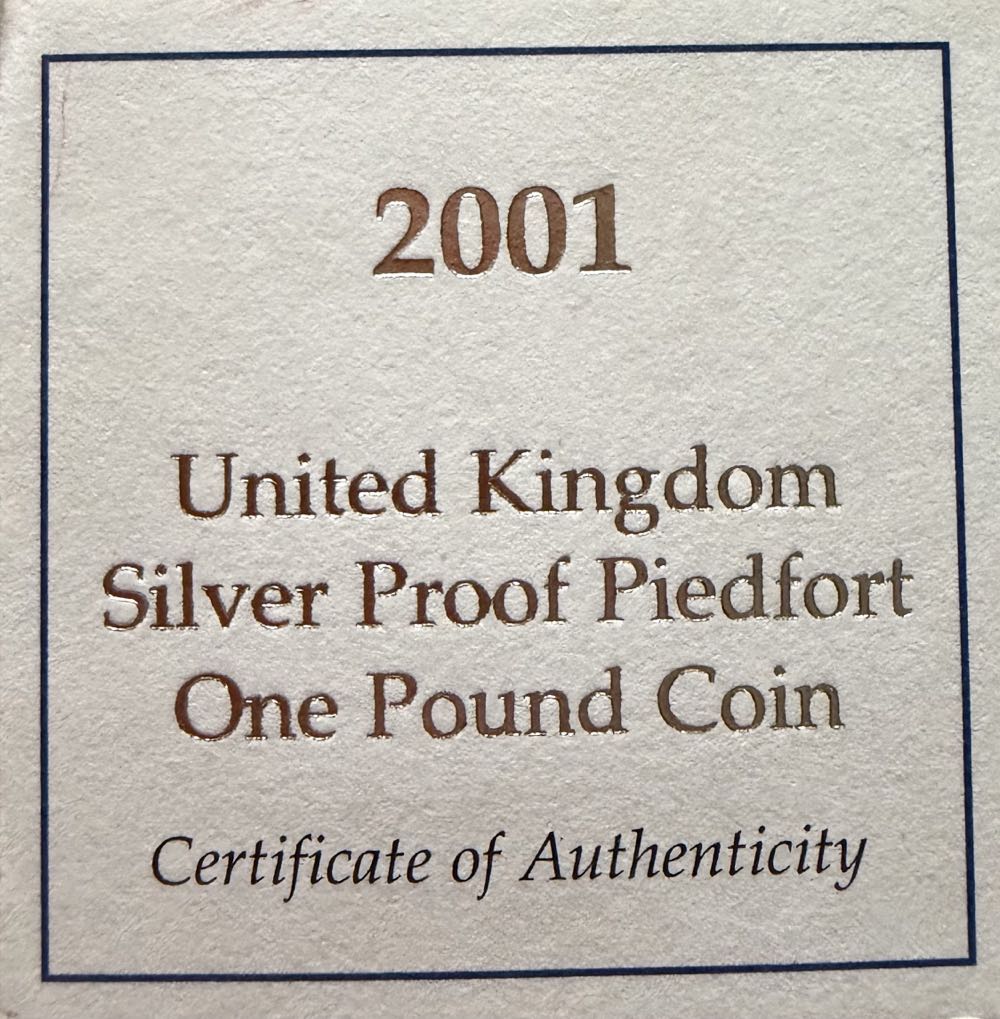 2001
United Kingdom
Silver Proof Piedfort
One Pound Coin
Certificate of Authenticity